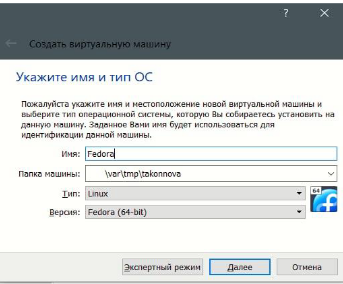 ?
Создать виртуальную машину
Укажите имя и тип ОС
Пожалуйста укажите имя и местоположение новой виртуальной машины и
выберите тип операционной системы, которую Вы собираетесь установить на
данную машину. Заданное Вами имя будет использоваться для
идентификации данной машины.
Имя: Fedora
Папка машины: \var\tmp\takonnova
Тип: Linux 64
Версия: Fedora (64-bit)
Экспертный режим Далее Отмена